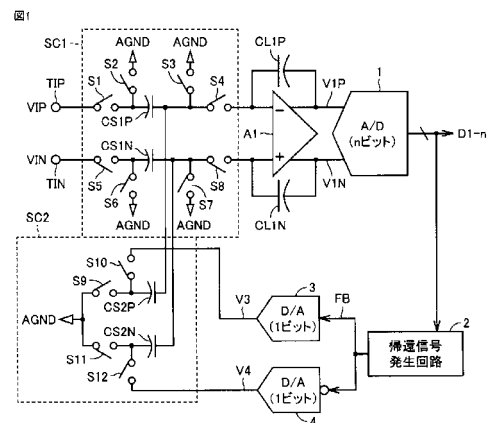 図1
SC1
AGND
AGND
CL1P
TIP
S1
S2
S3
S4
V1P
1
VIP
CS1P
A1
A/D
(nビット)
D1-n
VIN
CS1N
TIN
S5
S6
S7
S8
V1N
AGND
AGND
CL1N
SC2
S10
S9
CS2P
V3
3
D/A
(1ビット)
FB
2
AGND
帰還信号
発生回路
CS2N
S11
S12
V4
D/A
(1ビット)
4